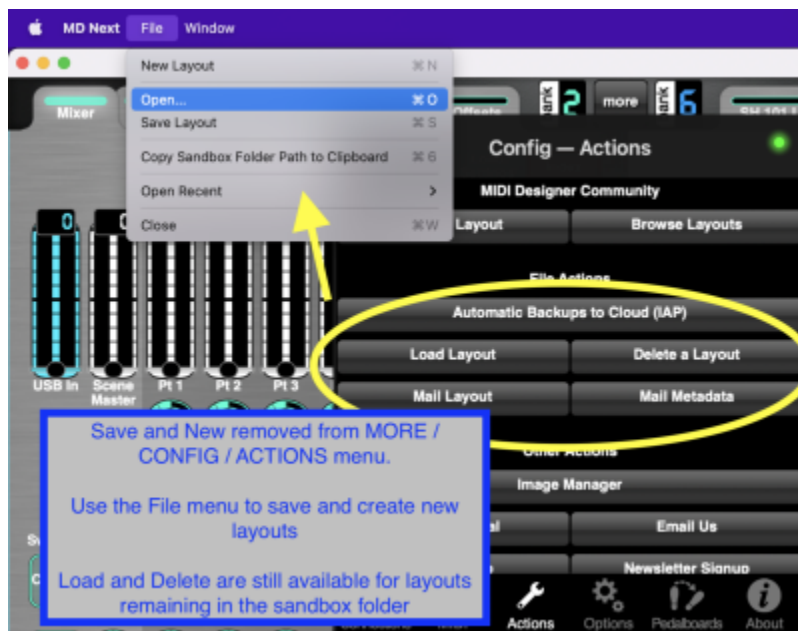 MD Next File Window
New Layout ⌘ N
Open... ⌘ O
Save Layout ⌘ S
Copy Sandbox Folder Path to Clipboard ⌘ 6
Open Recent >
Close ⌘W
Mixer
2 more 6
Config — Actions
MIDI Designer Community
Layout Browse Layouts
File Actions
Automatic Backups to Cloud (IAP)
Load Layout Delete a Layout
Mail Layout Mail Metadata
Other Actions
Image Manager
Email Us
Newsletter Signup
Actions Options Pedalboards About
0 0
USB In Scene Master Pt 1 Pt 2 Pt 3
Save and New removed from MORE /
CONFIG / ACTIONS menu.
Use the File menu to save and create new
layouts
Load and Delete are still available for layouts
remaining in the sandbox folder